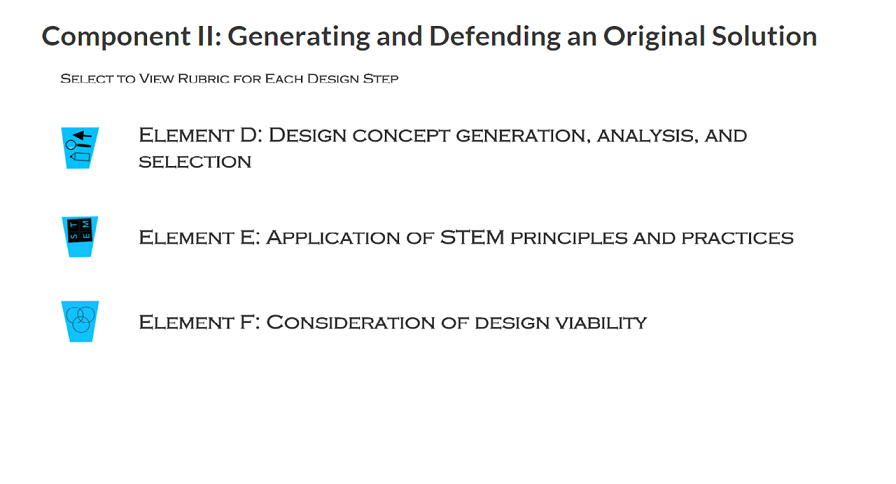 Component II: Generating and Defending an Original Solution
Select to View Rubric for Each Design Step
Element D: Design concept generation, analysis, and
selection
S T
E M
Element E: Application of STEM principles and practices
Element F: Consideration of design viability